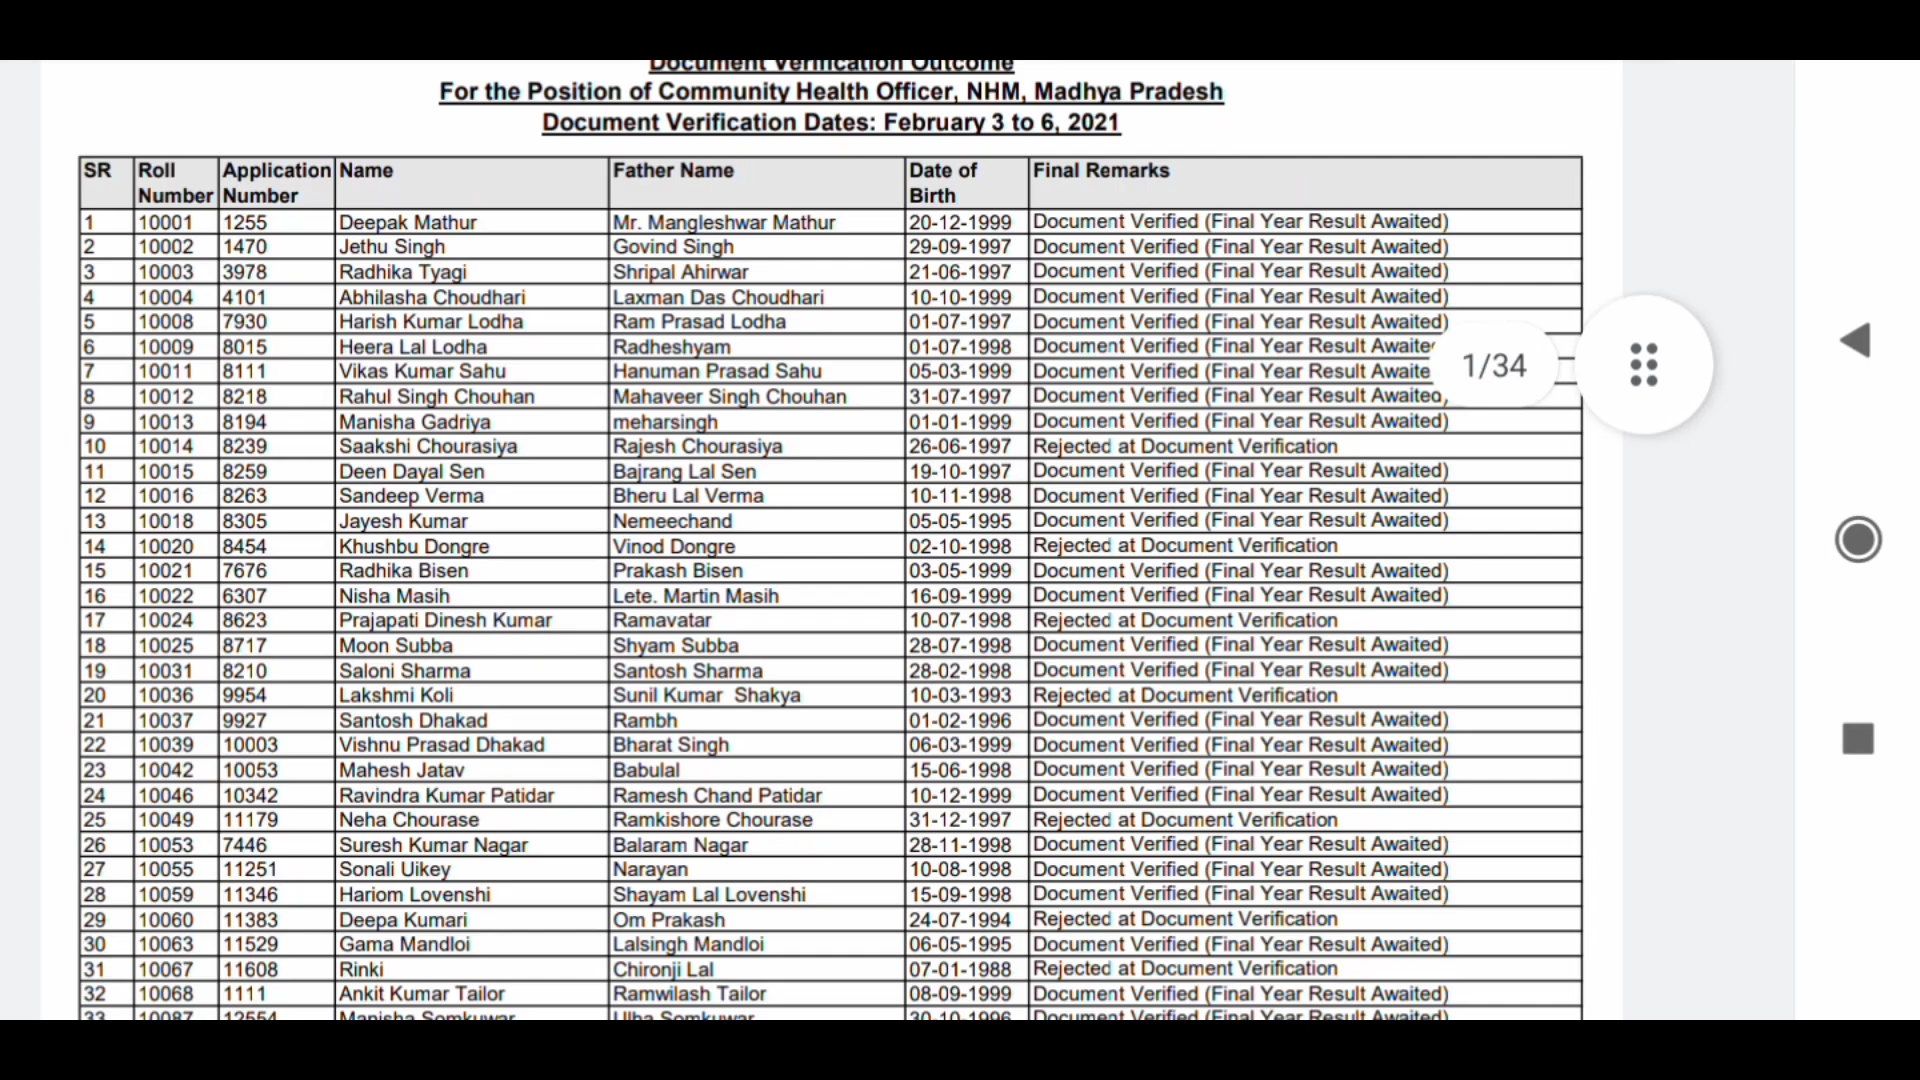 Document Verification Outcome
For the Position of Community Health Officer, NHM, Madhya Pradesh
Document Verification Dates: February 3 to 6, 2021
SR Roll Number Application Number Name Father Name Date of Birth Final Remarks
1 10001 1255 Deepak Mathur Mr. Mangleshwar Mathur 20-12-1999 Document Verified (Final Year Result Awaited)
2 10002 1470 Jethu Singh Govind Singh 29-09-1997 Document Verified (Final Year Result Awaited)
3 10003 3978 Radhika Tyagi Shripal Ahirwar 21-06-1997 Document Verified (Final Year Result Awaited)
4 10004 4101 Abhilasha Choudhari Laxman Das Choudhari 10-10-1999 Document Verified (Final Year Result Awaited)
5 10008 7930 Harish Kumar Lodha Ram Prasad Lodha 01-07-1997 Document Verified (Final Year Result Awaited)
6 10009 8015 Heera Lal Lodha Radheshyam 01-07-1998 Document Verified (Final Year Result Awaite
7 10011 8111 Vikas Kumar Sahu Hanuman Prasad Sahu 05-03-1999 Document Verified (Final Year Result Awaite
1/34
8 10012 8218 Rahul Singh Chouhan Mahaveer Singh Chouhan 31-07-1997 Document Verified (Final Year Result Awaited)
9 10013 8194 Manisha Gadriya meharsingh 01-01-1999 Document Verified (Final Year Result Awaited)
10 10014 8239 Saakshi Chourasiya Rajesh Chourasiya 26-06-1997 Rejected at Document Verification
11 10015 8259 Deen Dayal Sen Bajrang Lal Sen 19-10-1997 Document Verified (Final Year Result Awaited)
12 10016 8263 Sandeep Verma Bheru Lal Verma 10-11-1998 Document Verified (Final Year Result Awaited)
13 10018 8305 Jayesh Kumar Nemeechand 05-05-1995 Document Verified (Final Year Result Awaited)
14 10020 8454 Khushbu Dongre Vinod Dongre 02-10-1998 Rejected at Document Verification
15 10021 7676 Radhika Bisen Prakash Bisen 03-05-1999 Document Verified (Final Year Result Awaited)
16 10022 6307 Nisha Masih Lete. Martin Masih 16-09-1999 Document Verified (Final Year Result Awaited)
17 10024 8623 Prajapati Dinesh Kumar Ramavatar 10-07-1998 Rejected at Document Verification
18 10025 8717 Moon Subba Shyam Subba 28-07-1998 Document Verified (Final Year Result Awaited)
19 10031 8210 Saloni Sharma Santosh Sharma 28-02-1998 Document Verified (Final Year Result Awaited)
20 10036 9954 Lakshmi Koli Sunil Kumar Shakya 10-03-1993 Rejected at Document Verification
21 10037 9927 Santosh Dhakad Rambh 01-02-1996 Document Verified (Final Year Result Awaited)
22 10039 10003 Vishnu Prasad Dhakad Bharat Singh 06-03-1999 Document Verified (Final Year Result Awaited)
23 10042 10053 Mahesh Jatav Babulal 15-06-1998 Document Verified (Final Year Result Awaited)
24 10046 10342 Ravindra Kumar Patidar Ramesh Chand Patidar 10-12-1999 Document Verified (Final Year Result Awaited)
25 10049 11179 Neha Chourase Ramkishore Chourase 31-12-1997 Rejected at Document Verification
26 10053 7446 Suresh Kumar Nagar Balaram Nagar 28-11-1998 Document Verified (Final Year Result Awaited)
27 10055 11251 Sonali Uikey Narayan 10-08-1998 Document Verified (Final Year Result Awaited)
28 10059 11346 Hariom Lovenshi Shayam Lal Lovenshi 15-09-1998 Document Verified (Final Year Result Awaited)
29 10060 11383 Deepa Kumari Om Prakash 24-07-1994 Rejected at Document Verification
30 10063 11529 Gama Mandloi Lalsingh Mandloi 06-05-1995 Document Verified (Final Year Result Awaited)
31 10067 11608 Rinki Chironji Lal 07-01-1988 Rejected at Document Verification
32 10068 1111 Ankit Kumar Tailor Ramwilash Tailor 08-09-1999 Document Verified (Final Year Result Awaited)
33 10087 12554 Manisha Somkuwar Ulha Somkuwar 30-10-1996 Document Verified (Final Year Result Awaited)